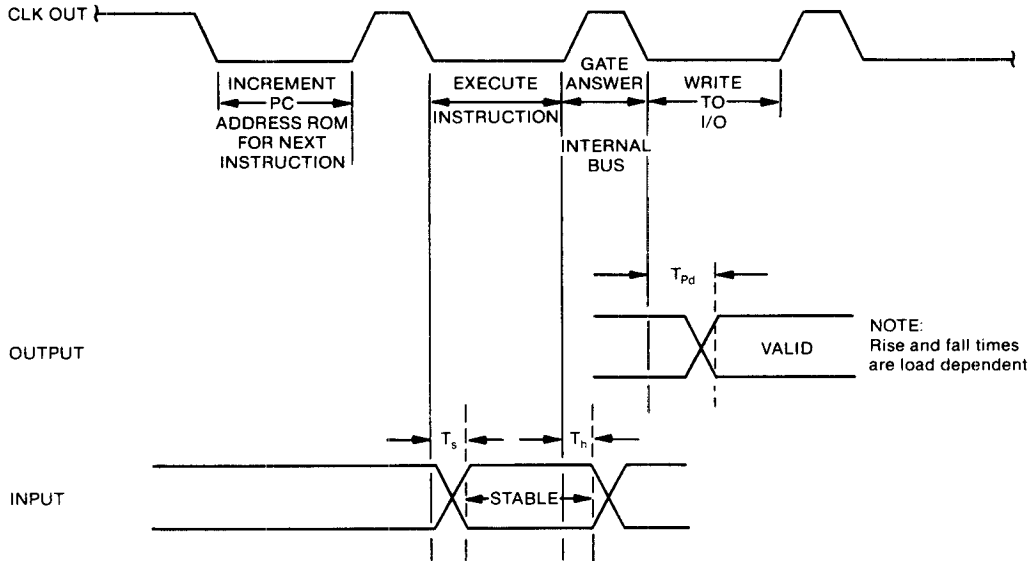 CLK OUT
INCREMENT
PC
ADDRESS ROM
FOR NEXT
INSTRUCTION
EXECUTE
INSTRUCTION
GATE
ANSWER
INTERNAL
BUS
WRITE
TO
I/O
TPd
OUTPUT
VALID
NOTE:
Rise and fall times
are load dependent
Ts
Th
INPUT
STABLE